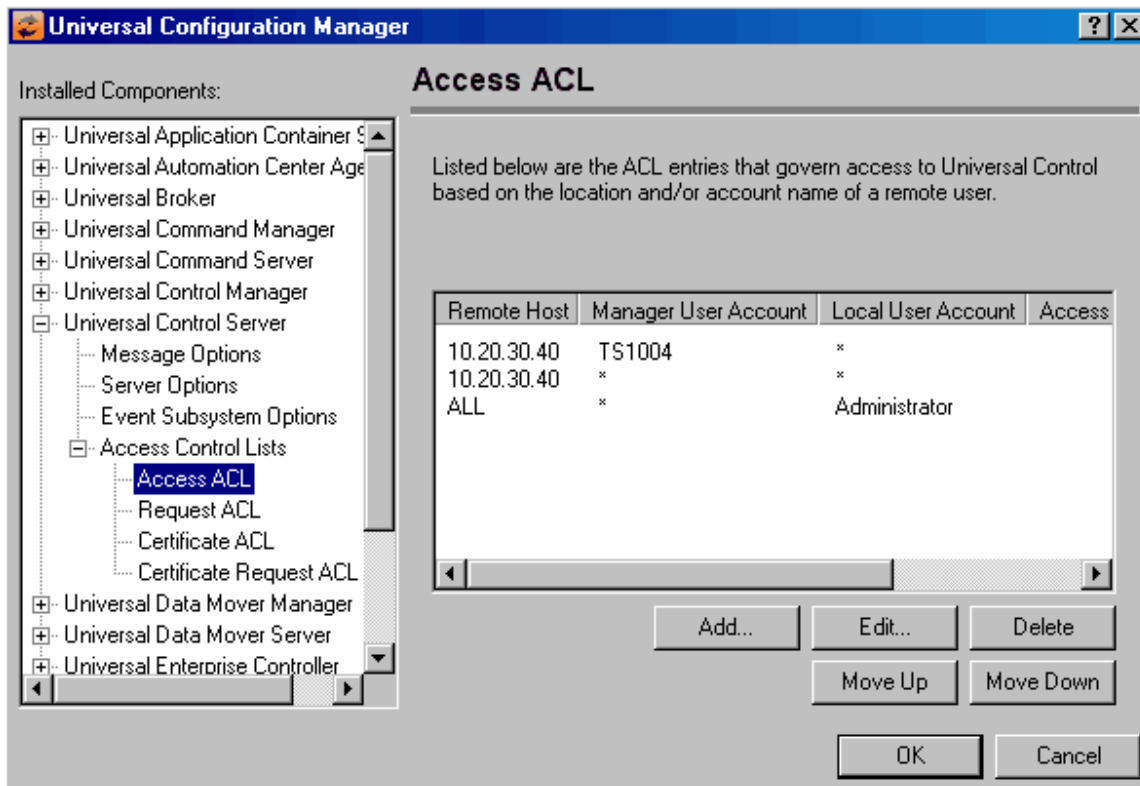 Universal Configuration Manager
Installed Components:
Universal Application Container S
Universal Automation Center Age
Universal Broker
Universal Command Manager
Universal Command Server
Universal Control Manager
Universal Control Server
Message Options
Server Options
Event Subsystem Options
Access Control Lists
Access ACL
Request ACL
Certificate ACL
Certificate Request ACL
Universal Data Mover Manager
Universal Data Mover Server
Universal Enterprise Controller
Access ACL
Listed below are the ACL entries that govern access to Universal Control
based on the location and/or account name of a remote user.
Remote Host Manager User Account Local User Account Access
10.20.30.40 TS1004 *
10.20.30.40 * *
ALL * Administrator
Add... Edit... Delete
Move Up Move Down
OK Cancel